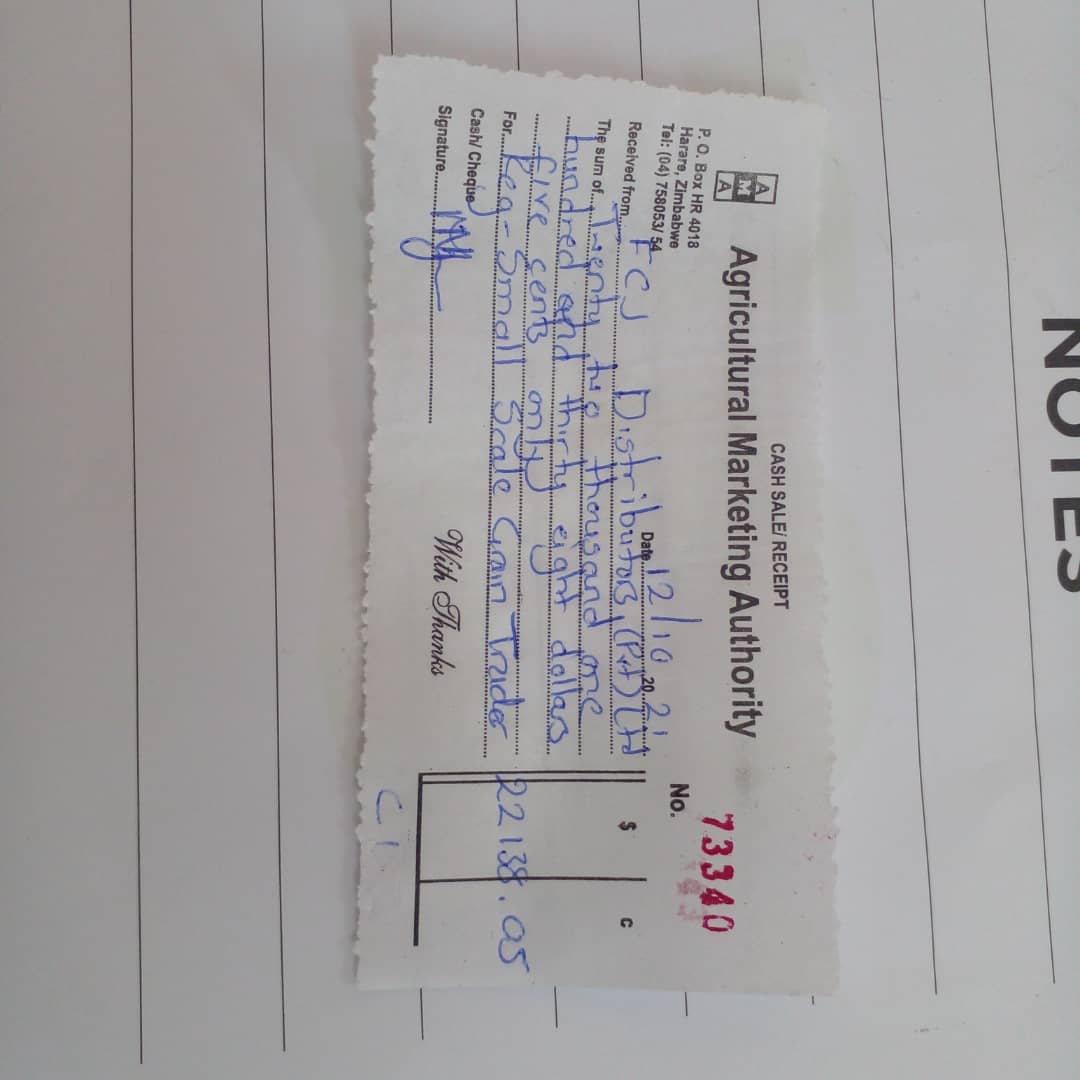 NOTES
CASH SALE/ RECEIPT
A
M
A
Agricultural Marketing Authority
P. O. Box HR 4018
Harare, Zimbabwe
Tel: (04) 758053/ 54
No. 73340
Date 12/10 20 21
Received from FCJ Distributors (Pvt) Ltd
The sum of Twenty two thousand one
hundred and thirty eight dollars
five cents only
For Reg - Small Scale Grain Trader
$ c
22138.05
Cash/ Cheque
Signature
With Thanks